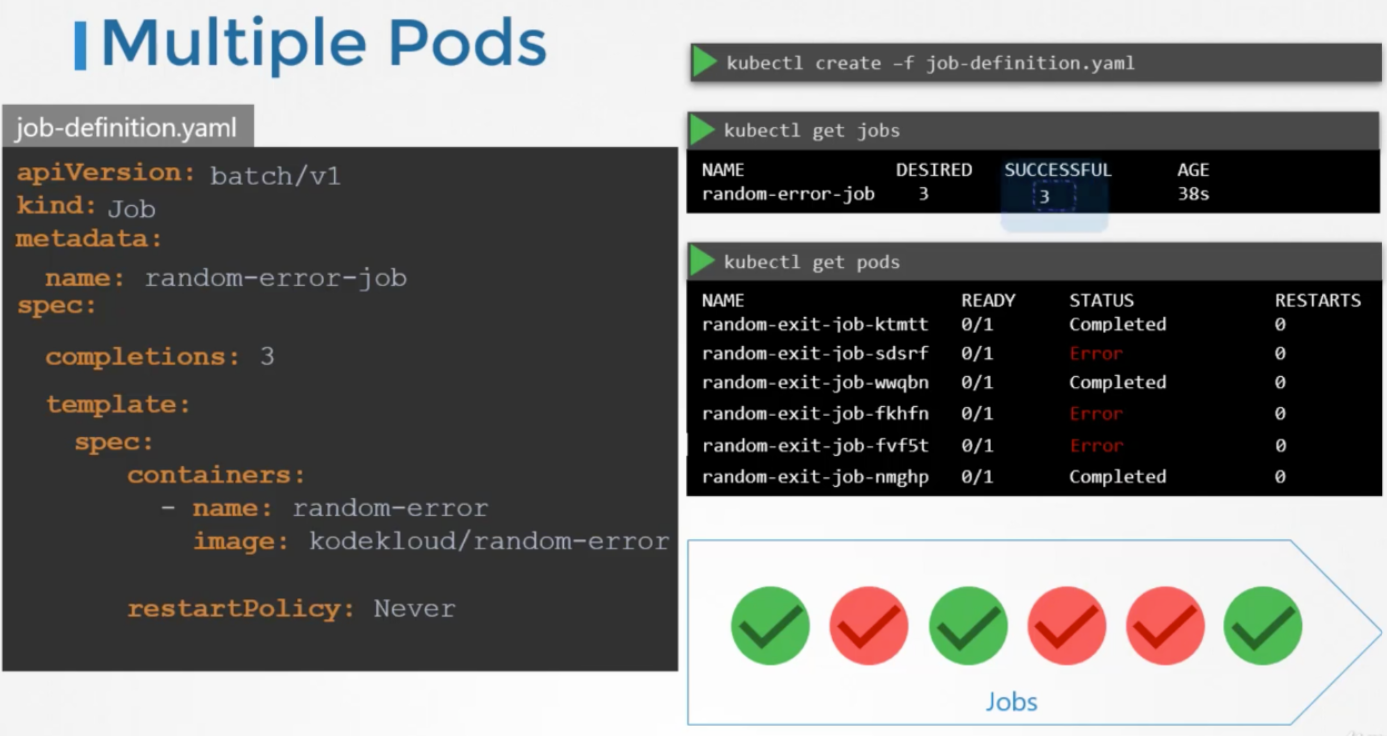 Multiple Pods
job-definition.yaml
apiVersion: batch/v1
kind: Job
metadata:
name: random-error-job
spec:
completions: 3
template:
spec:
containers:
- name: random-error
image: kodekloud/random-error
restartPolicy: Never
kubectl create –f job-definition.yaml
kubectl get jobs
NAME DESIRED SUCCESSFUL AGE
random-error-job 3 3 38s
kubectl get pods
NAME READY STATUS RESTARTS
random-exit-job-ktmtt 0/1 Completed 0
random-exit-job-sdsrf 0/1 Error 0
random-exit-job-wwqbn 0/1 Completed 0
random-exit-job-fkhfn 0/1 Error 0
random-exit-job-fvf5t 0/1 Error 0
random-exit-job-nmghp 0/1 Completed 0
Jobs